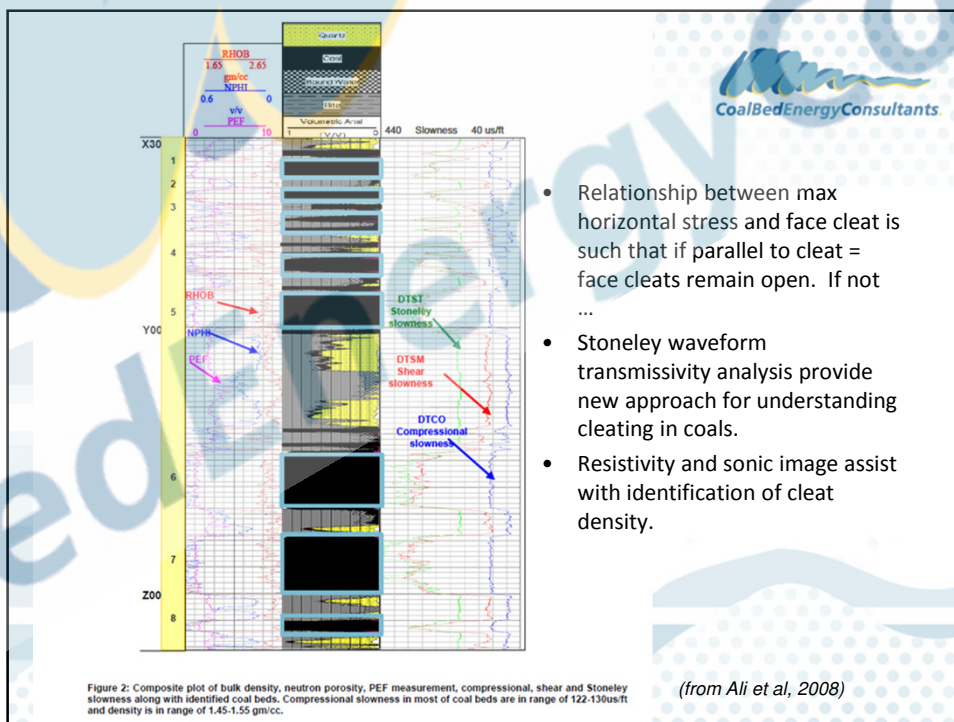 Quartz
Coal
Bound Water
Illite
Volumetric Anal
1 (V/V) 0
RHOB
1.65 2.65
gm/cc
NPHI
0.6 0
v/v
PEF
0 10
440 Slowness 40 us/ft
X30
1
2
3
4
5
Y00
6
7
Z00
8
RHOB
NPHI
PEF
DTST
Stoneley
slowness
DTSM
Shear
slowness
DTCO
Compressional
slowness
CoalBedEnergyConsultants
• Relationship between max
horizontal stress and face cleat is
such that if parallel to cleat =
face cleats remain open. If not
...
• Stoneley waveform
transmissivity analysis provide
new approach for understanding
cleating in coals.
• Resistivity and sonic image assist
with identification of cleat
density.
Figure 2: Composite plot of bulk density, neutron porosity, PEF measurement, compressional, shear and Stoneley
slowness along with identified coal beds. Compressional slowness in most of coal beds are in range of 122-130us/ft
and density is in range of 1.45-1.55 gm/cc.
(from Ali et al, 2008)
edEnergyCo